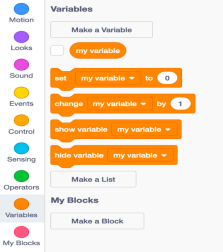 Motion
Looks
Sound
Events
Control
Sensing
Operators
Variables
My Blocks
Variables
Make a Variable
my variable
set my variable to 0
change my variable by 1
show variable my variable
hide variable my variable
Make a List
My Blocks
Make a Block